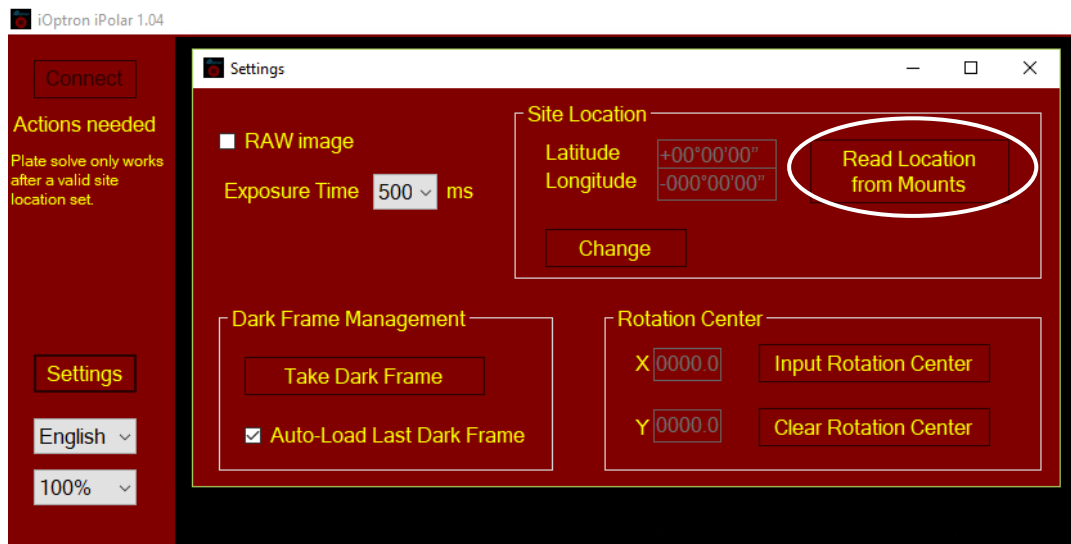 iOptron iPolar 1.04
Connect
Actions needed
Plate solve only works
after a valid site
location set.
Settings
English
100%
Settings
RAW image
Exposure Time 500 ms
Site Location
Latitude +00°00'00"
Longitude -000°00'00"
Read Location
from Mounts
Change
Dark Frame Management
Take Dark Frame
Auto-Load Last Dark Frame
Rotation Center
X 0000.0 Input Rotation Center
Y 0000.0 Clear Rotation Center